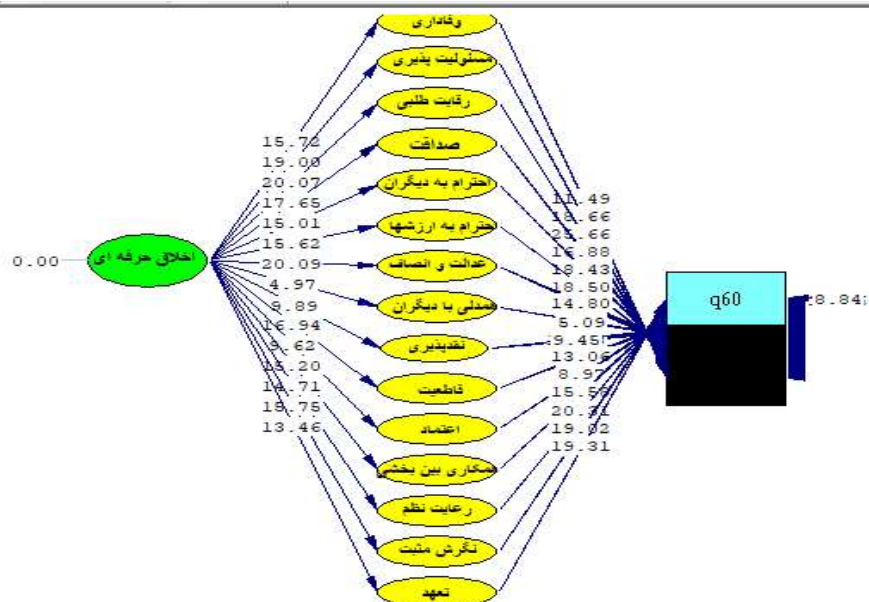 وفاداری
مسئولیت پذیری
رقابت طلبی
صداقت
احترام به دیگران
احترام به ارزشها
عدالت و انصاف
همدلی با دیگران
نقدپذیری
قاطعیت
اعتماد
همکاری بین بخشی
رعایت نظم
نگرش مثبت
تعهد
15.72
19.00
20.07
17.65
15.01
15.62
20.09
4.97
9.89
16.94
9.62
15.20
14.71
13.46
0.00
اخلاق حرفه ای
11.49
18.66
25.66
16.88
18.43
18.50
14.80
5.09
9.45
13.06
8.97
20.31
19.02
19.31
q60
8.84